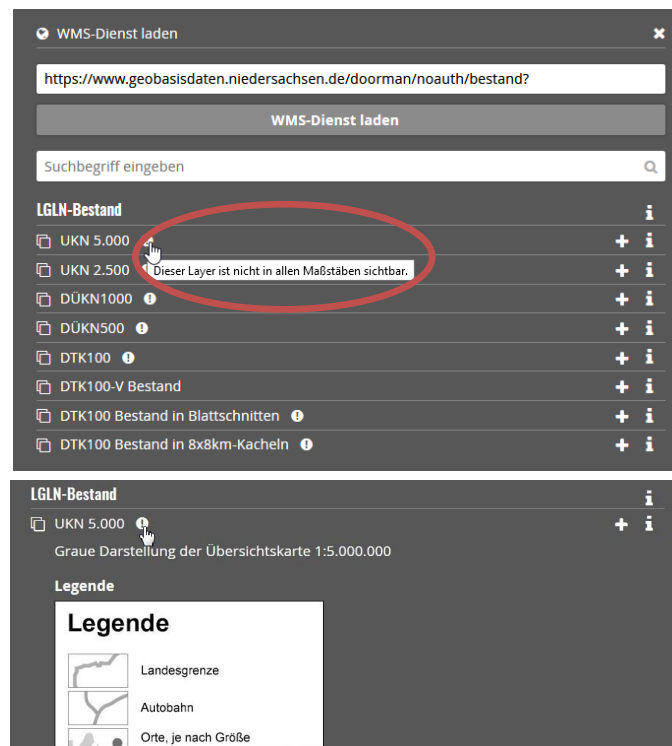 WMS-Dienst laden
https://www.geobasisdaten.niedersachsen.de/doorman/noauth/bestand?
WMS-Dienst laden
Suchbegriff eingeben
LGLN-Bestand
UKN 5.000
UKN 2.500
Dieser Layer ist nicht in allen Maßstäben sichtbar.
DÜKN1000
DÜKN500
DTK100
DTK100-V Bestand
DTK100 Bestand in Blattschnitten
DTK100 Bestand in 8x8km-Kacheln
LGLN-Bestand
UKN 5.000
Graue Darstellung der Übersichtskarte 1:5.000.000
Legende
Legende
Landesgrenze
Autobahn
Orte, je nach Größe